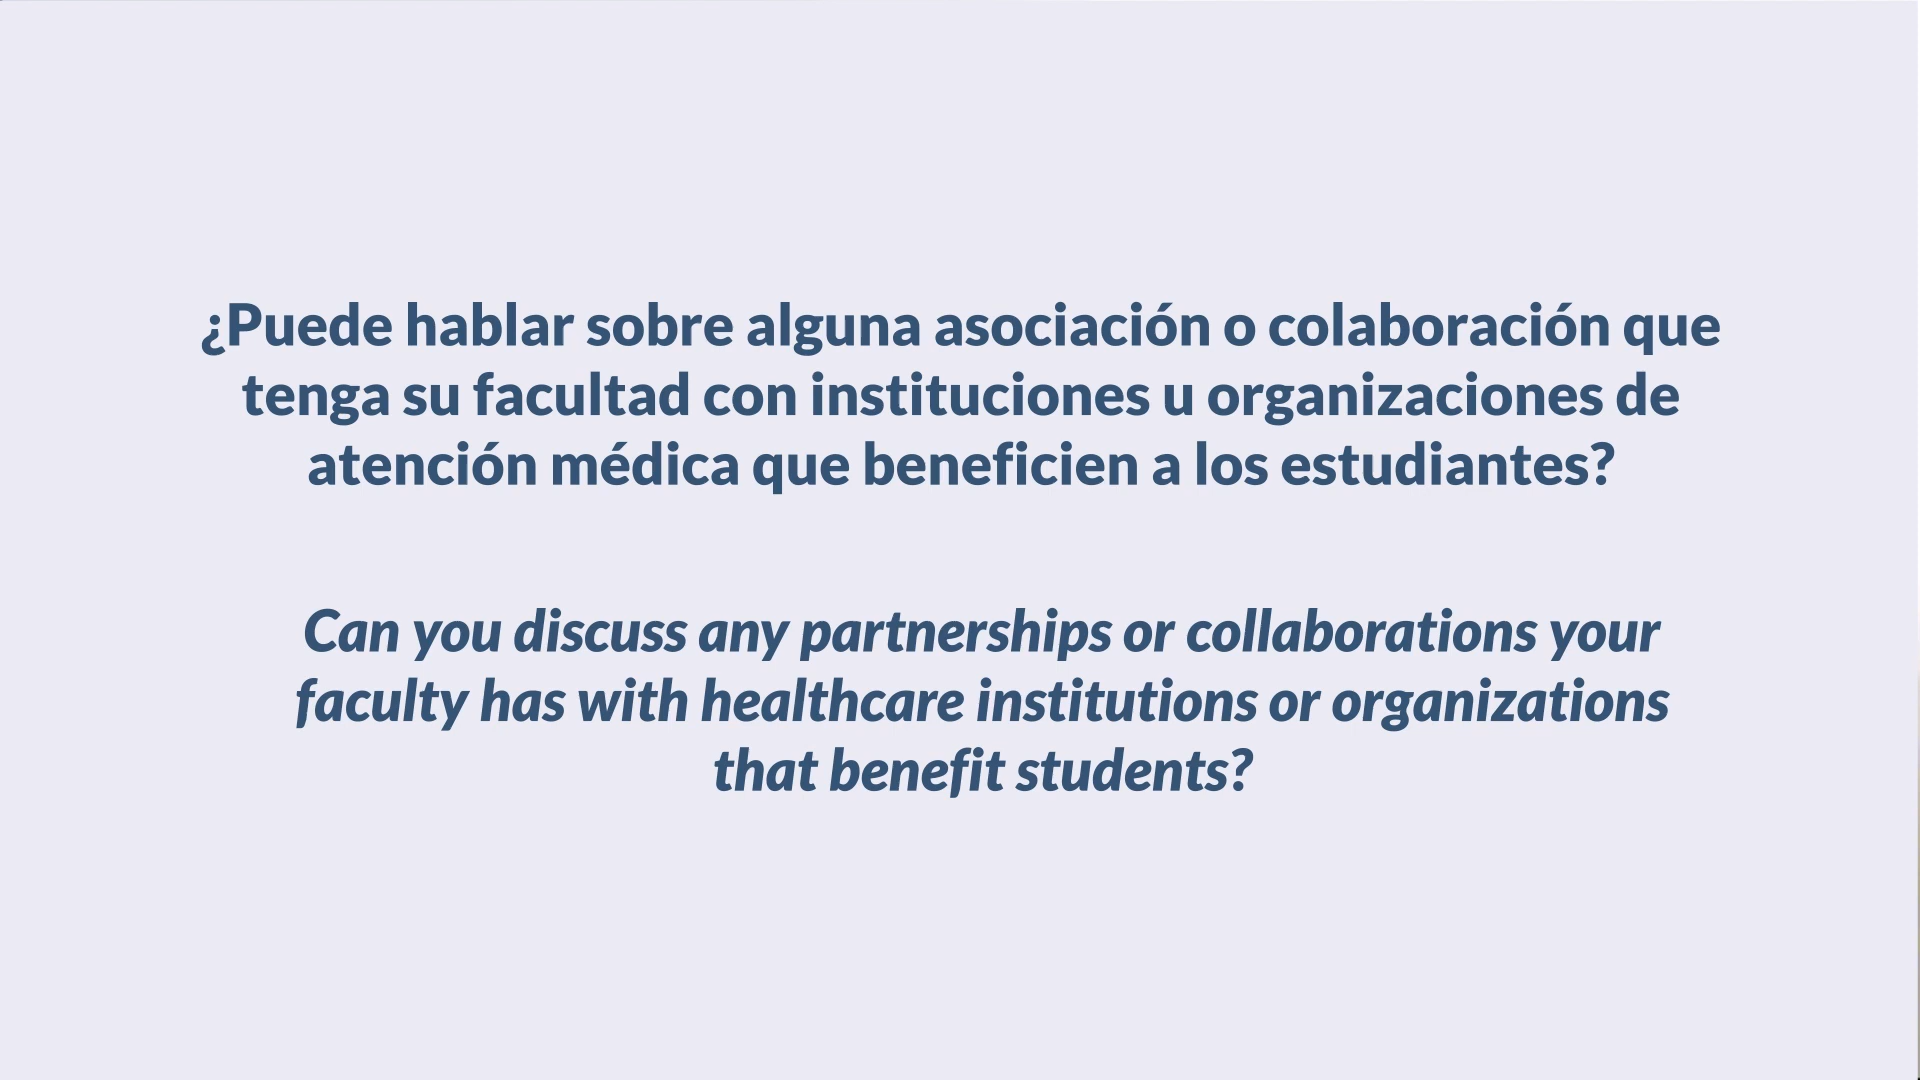 ¿Puede hablar sobre alguna asociación o colaboración que
tenga su facultad con instituciones u organizaciones de
atención médica que beneficien a los estudiantes?
Can you discuss any partnerships or collaborations your
faculty has with healthcare institutions or organizations
that benefit students?